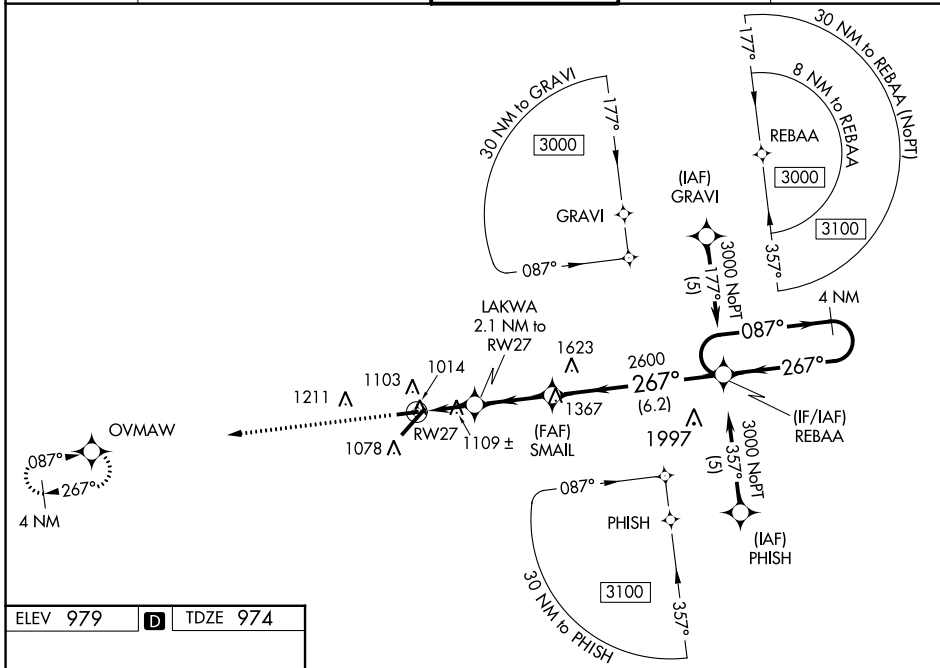 30 NM to GRAVI
177°
3000
GRAVI
087°
177°
30 NM to REBAA (NoPT)
8 NM to REBAA
REBAA
3000
3100
357°
(IAF)
GRAVI
3000 NoPT
177°
(5)
4 NM
087°
267°
LAKWA
2.1 NM to
RW27
1623
2600
267°
(6.2)
1014
1103
1211
1367
(IF/IAF)
REBAA
OVMAW
RW27
(FAF)
SMAIL
1997
1078
1109 ±
087°
267°
4 NM
3000 NoPT
357°
(5)
(IAF)
PHISH
087°
PHISH
3100
357°
30 NM to PHISH
ELEV 979 D TDZE 974